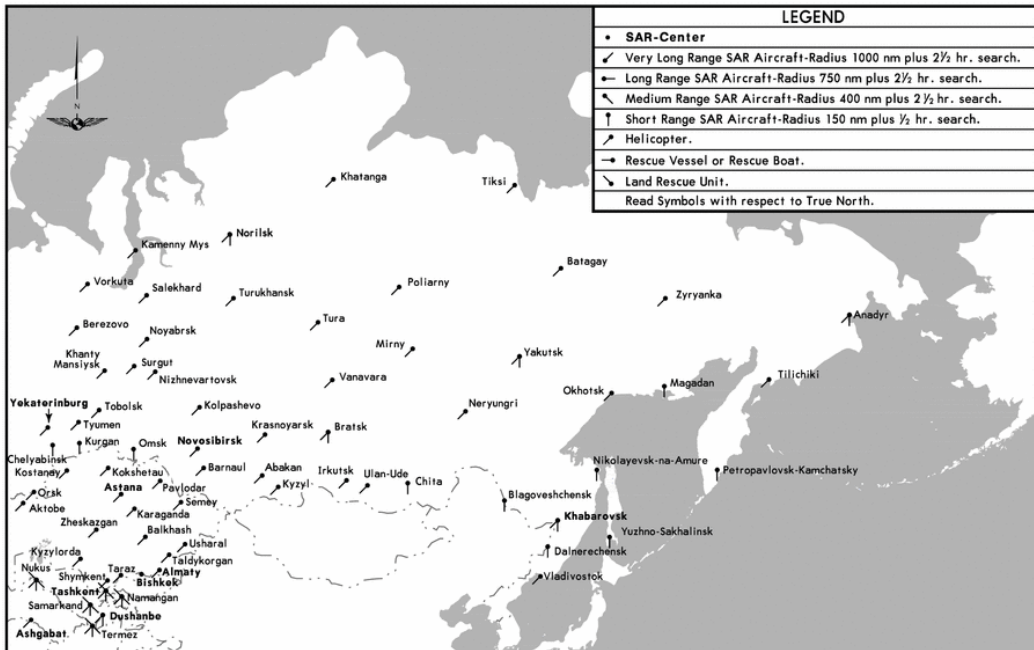 LEGEND
SAR-Center
Very Long Range SAR Aircraft-Radius 1000 nm plus 2½ hr. search.
Long Range SAR Aircraft-Radius 750 nm plus 2½ hr. search.
Medium Range SAR Aircraft-Radius 400 nm plus 2½ hr. search.
Short Range SAR Aircraft-Radius 150 nm plus ½ hr. search.
Helicopter.
Rescue Vessel or Rescue Boat.
Land Rescue Unit.
Read Symbols with respect to True North.
N
Khatanga
Tiksi
Norilsk
Kamenny Mys
Batagay
Vorkuta
Salekhard
Turukhansk
Poliarny
Zyryanka
Anadyr
Berezovo
Noyabrsk
Tura
Mirny
Yakutsk
Khanty
Mansiysk
Surgut
Nizhnevartovsk
Vanavara
Okhotsk
Magadan
Tilichiki
Yekaterinburg
Tobolsk
Kolpashevo
Neryungri
Tyumen
Krasnoyarsk
Bratsk
Kurgan
Omsk
Novosibirsk
Chelyabinsk
Kostanay
Kokshetau
Barnaul
Abakan
Irkutsk
Ulan-Ude
Chita
Nikolayevsk-na-Amure
Petropavlovsk-Kamchatsky
Orsk
Astana
Pavlodar
Kyzyl
Aktobe
Semey
Blagoveshchensk
Karaganda
Khabarovsk
Zheskazgan
Balkhash
Yuzhno-Sakhalinsk
Usharal
Dalnerechensk
Kyzylorda
Taldykorgan
Nukus
Shymkent
Taraz
Almaty
Bishkek
Vladivostok
Tashkent
Namangan
Samarkand
Dushanbe
Ashgabat
Termez